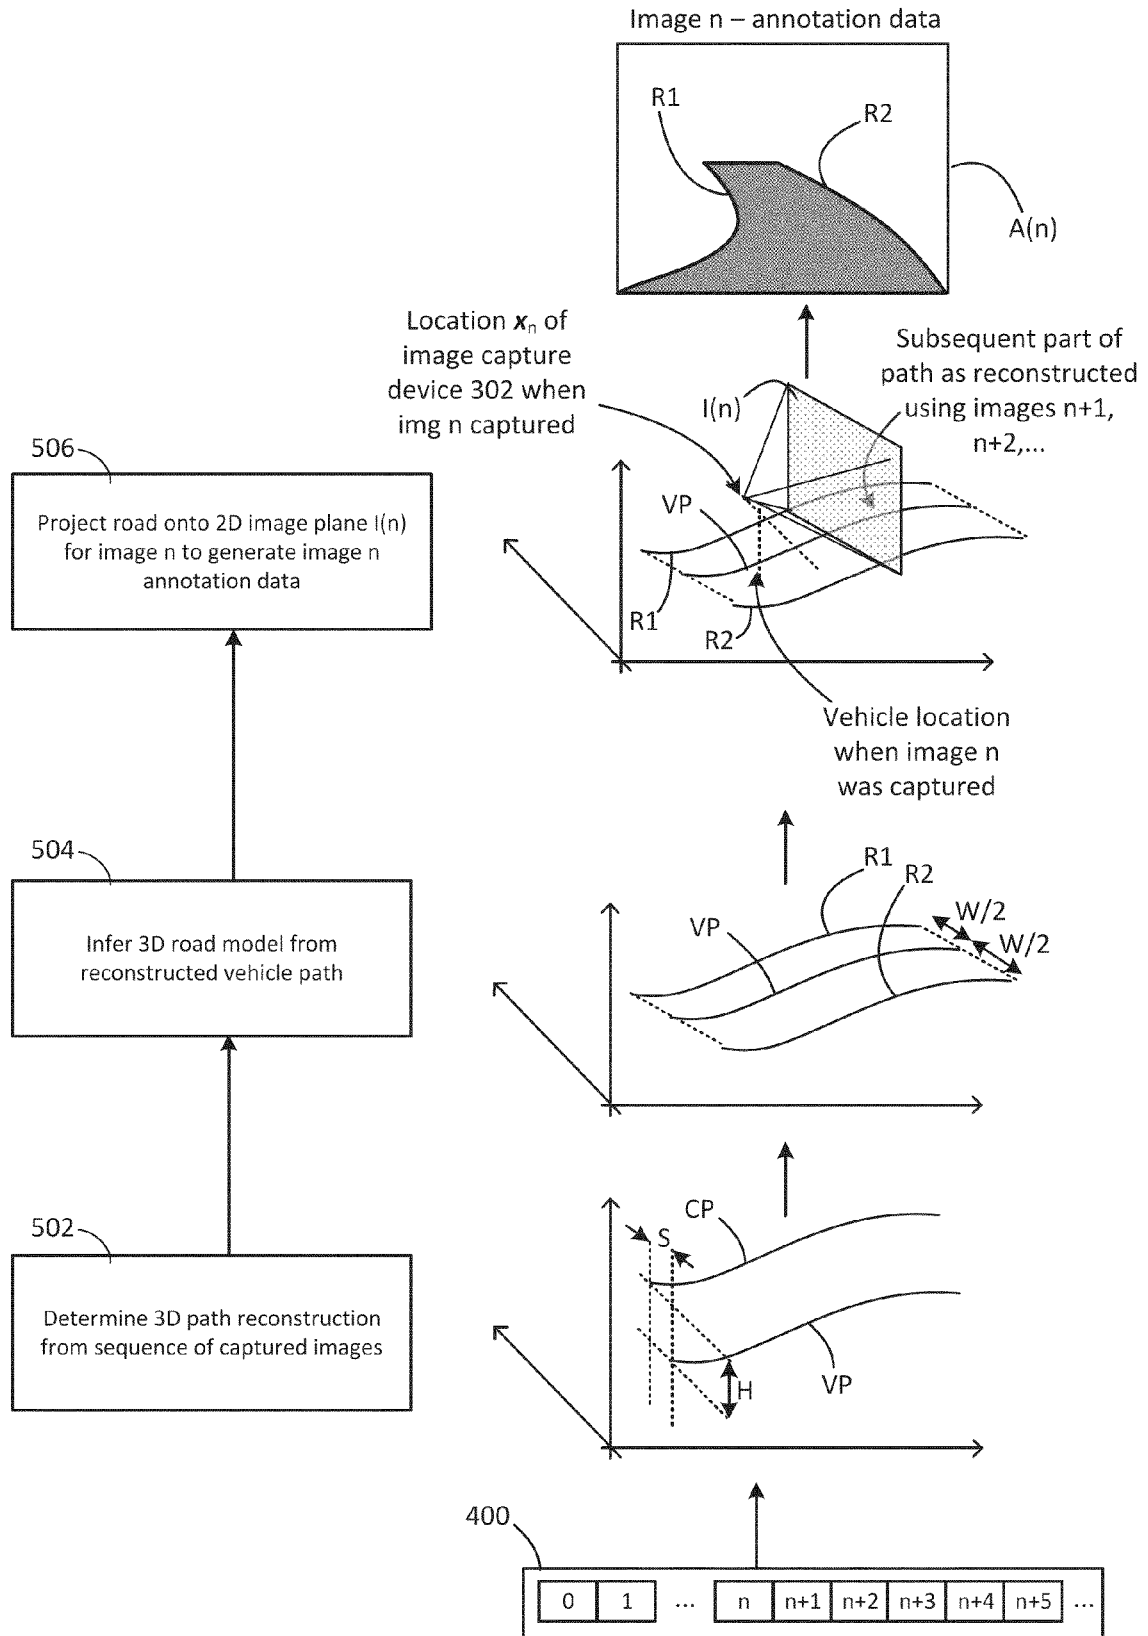 Image n – annotation data
R1
R2
A(n)
Location xn of
image capture
device 302 when
img n captured
Subsequent part of
path as reconstructed
using images n+1,
n+2,...
I(n)
VP
R1
R2
506
Project road onto 2D image plane I(n)
for image n to generate image n
annotation data
Vehicle location
when image n
was captured
504
Infer 3D road model from
reconstructed vehicle path
R1
R2
VP
W/2
W/2
502
Determine 3D path reconstruction
from sequence of captured images
CP
S
H
VP
400
0 1 ... n n+1 n+2 n+3 n+4 n+5 ...